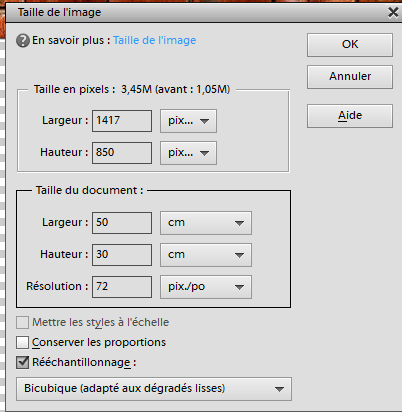 Taille de l'image
En savoir plus : Taille de l'image
OK
Annuler
Aide
Taille en pixels : 3,45M (avant : 1,05M)
Largeur : 1417 pix...
Hauteur : 850 pix...
Taille du document :
Largeur : 50 cm
Hauteur : 30 cm
Résolution : 72 pix./po
Mettre les styles à l'échelle
Conserver les proportions
Rééchantillonnage :
Bicubique (adapté aux dégradés lisses)